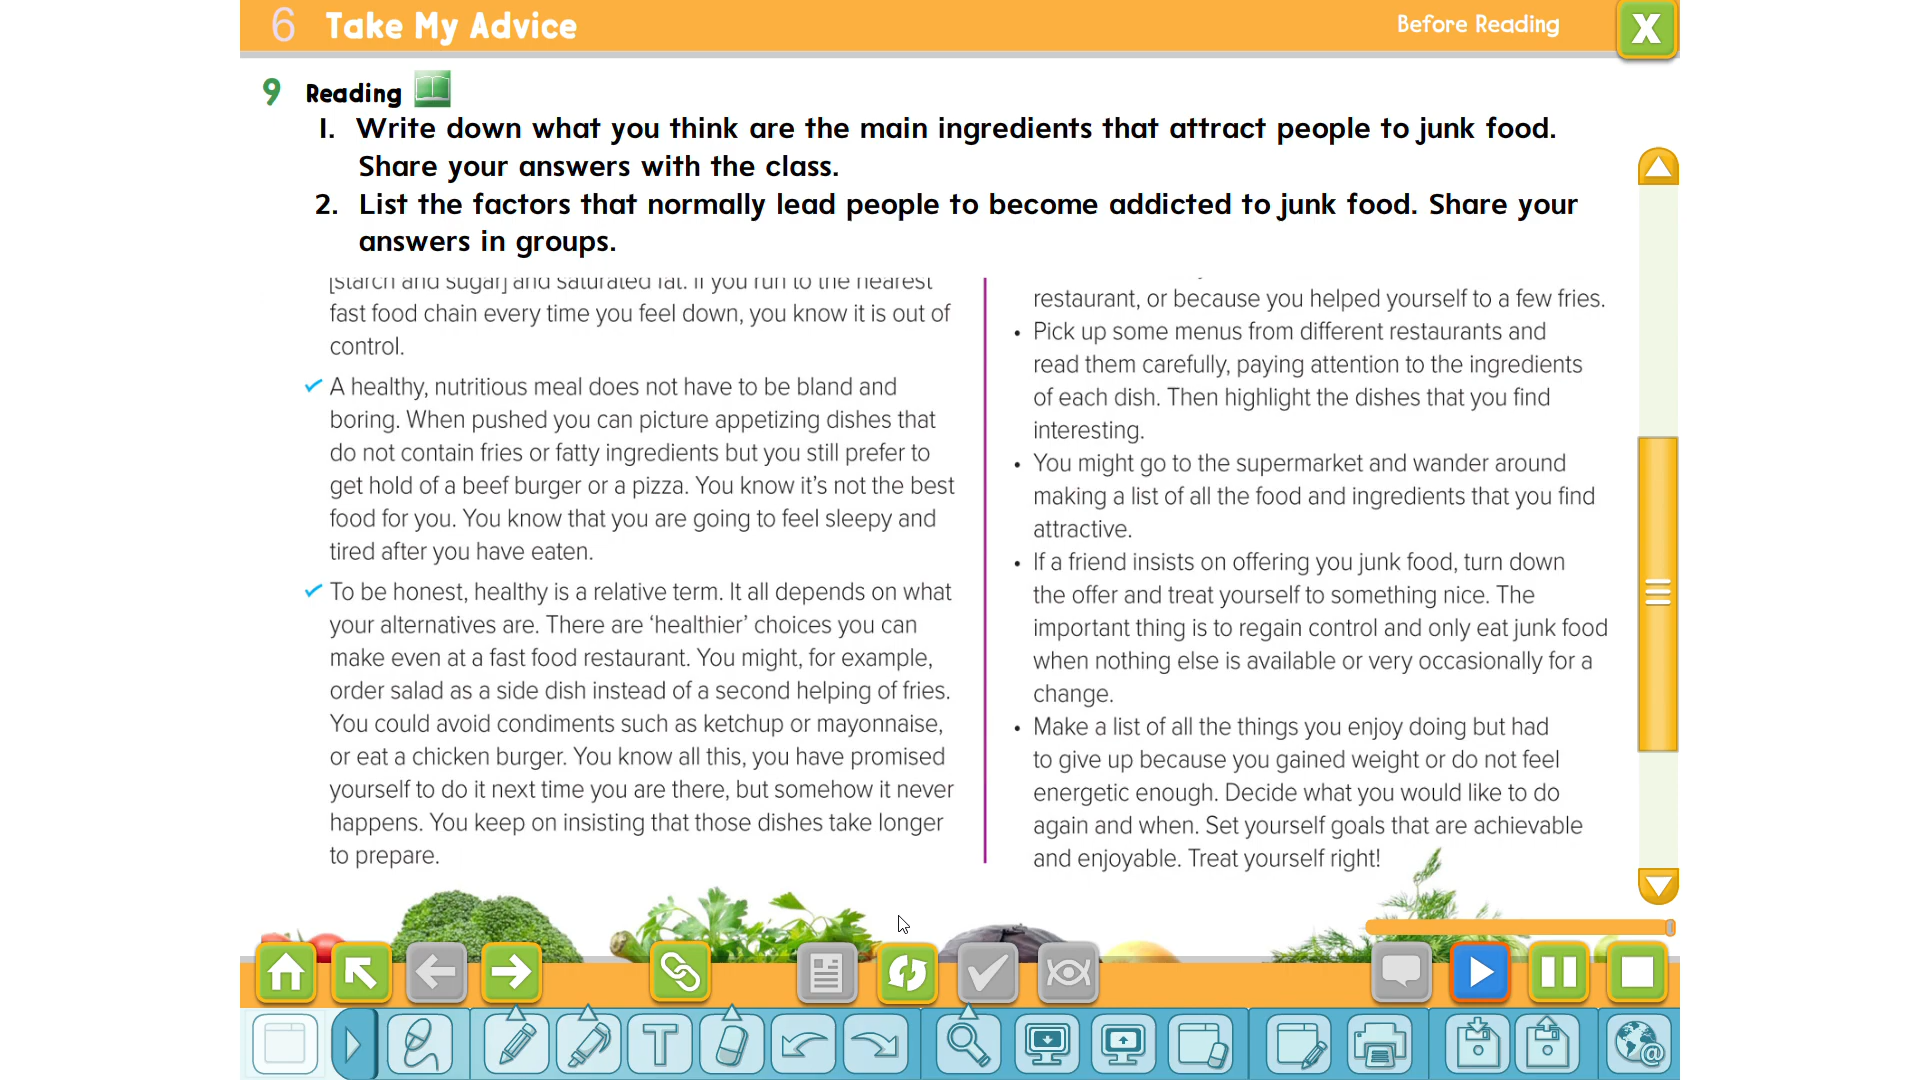 6 Take My Advice
Before Reading
X
9 Reading
1. Write down what you think are the main ingredients that attract people to junk food.
Share your answers with the class.
2. List the factors that normally lead people to become addicted to junk food. Share your
answers in groups.
[starch and sugar] and saturated fat. If you run to the nearest
fast food chain every time you feel down, you know it is out of
control.
A healthy, nutritious meal does not have to be bland and
boring. When pushed you can picture appetizing dishes that
do not contain fries or fatty ingredients but you still prefer to
get hold of a beef burger or a pizza. You know it's not the best
food for you. You know that you are going to feel sleepy and
tired after you have eaten.
To be honest, healthy is a relative term. It all depends on what
your alternatives are. There are 'healthier' choices you can
make even at a fast food restaurant. You might, for example,
order salad as a side dish instead of a second helping of fries.
You could avoid condiments such as ketchup or mayonnaise,
or eat a chicken burger. You know all this, you have promised
yourself to do it next time you are there, but somehow it never
happens. You keep on insisting that those dishes take longer
to prepare.
restaurant, or because you helped yourself to a few fries.
• Pick up some menus from different restaurants and
read them carefully, paying attention to the ingredients
of each dish. Then highlight the dishes that you find
interesting.
• You might go to the supermarket and wander around
making a list of all the food and ingredients that you find
attractive.
• If a friend insists on offering you junk food, turn down
the offer and treat yourself to something nice. The
important thing is to regain control and only eat junk food
when nothing else is available or very occasionally for a
change.
• Make a list of all the things you enjoy doing but had
to give up because you gained weight or do not feel
energetic enough. Decide what you would like to do
again and when. Set yourself goals that are achievable
and enjoyable. Treat yourself right!
T
@